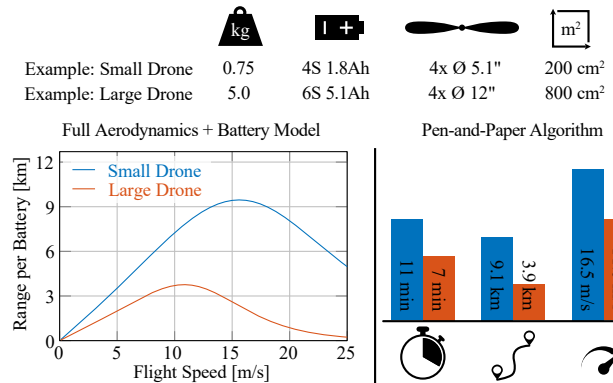 kg
m²
Example: Small Drone 0.75 4S 1.8Ah 4x Ø 5.1" 200 cm²
Example: Large Drone 5.0 6S 5.1Ah 4x Ø 12" 800 cm²
Full Aerodynamics + Battery Model
Pen-and-Paper Algorithm
Range per Battery [km]
12
9
6
3
0
Small Drone
Large Drone
0 5 10 15 20 25
Flight Speed [m/s]
11 min
7 min
9.1 km
3.9 km
16.5 m/s